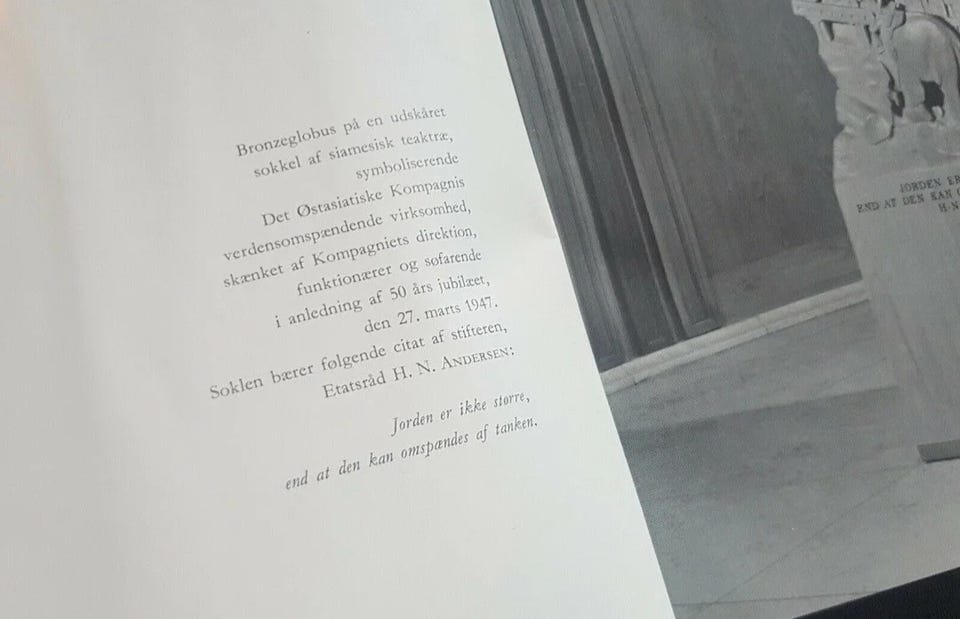 Bronzeglobus på en udskåret
sokkel af siamesisk teaktræ,
symboliserende
Det Østasiatiske Kompagnis
verdensomspændende virksomhed,
skænket af Kompagniets direktion,
funktionærer og søfarende
i anledning af 50 års jubilæet,
den 27. marts 1947.
Soklen bærer følgende citat af stifteren,
Etatsråd H. N. ANDERSEN:
Jorden er ikke større,
end at den kan omspændes af tanken.
JORDEN ER
END AT DEN KAN
H·N